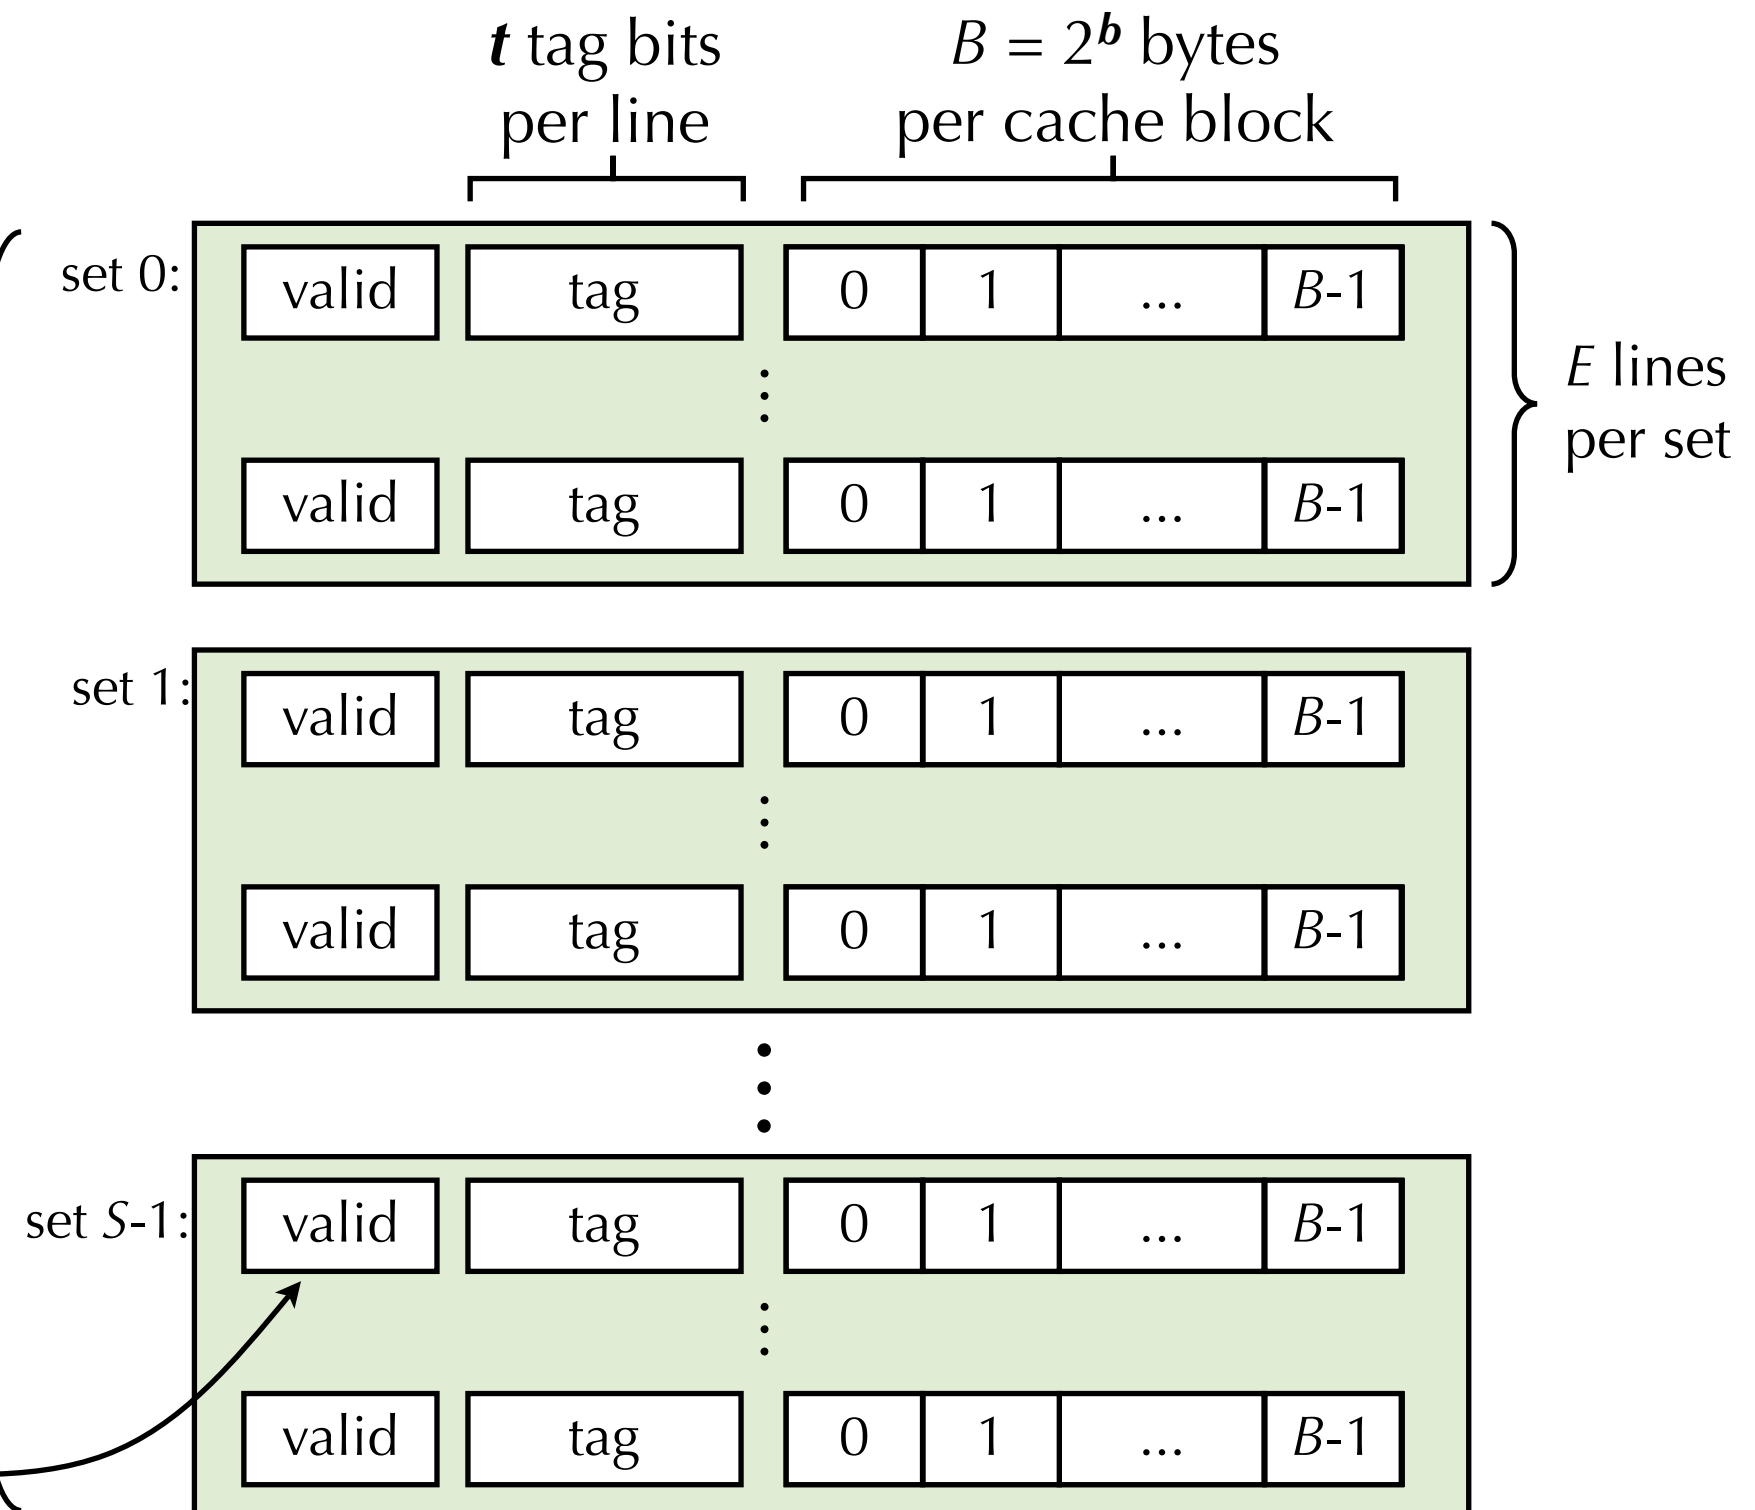 t tag bits
per line
B = 2^b bytes
per cache block
set 0:
valid tag 0 1 ... B-1
valid tag 0 1 ... B-1
E lines
per set
set 1:
valid tag 0 1 ... B-1
valid tag 0 1 ... B-1
set S-1:
valid tag 0 1 ... B-1
valid tag 0 1 ... B-1